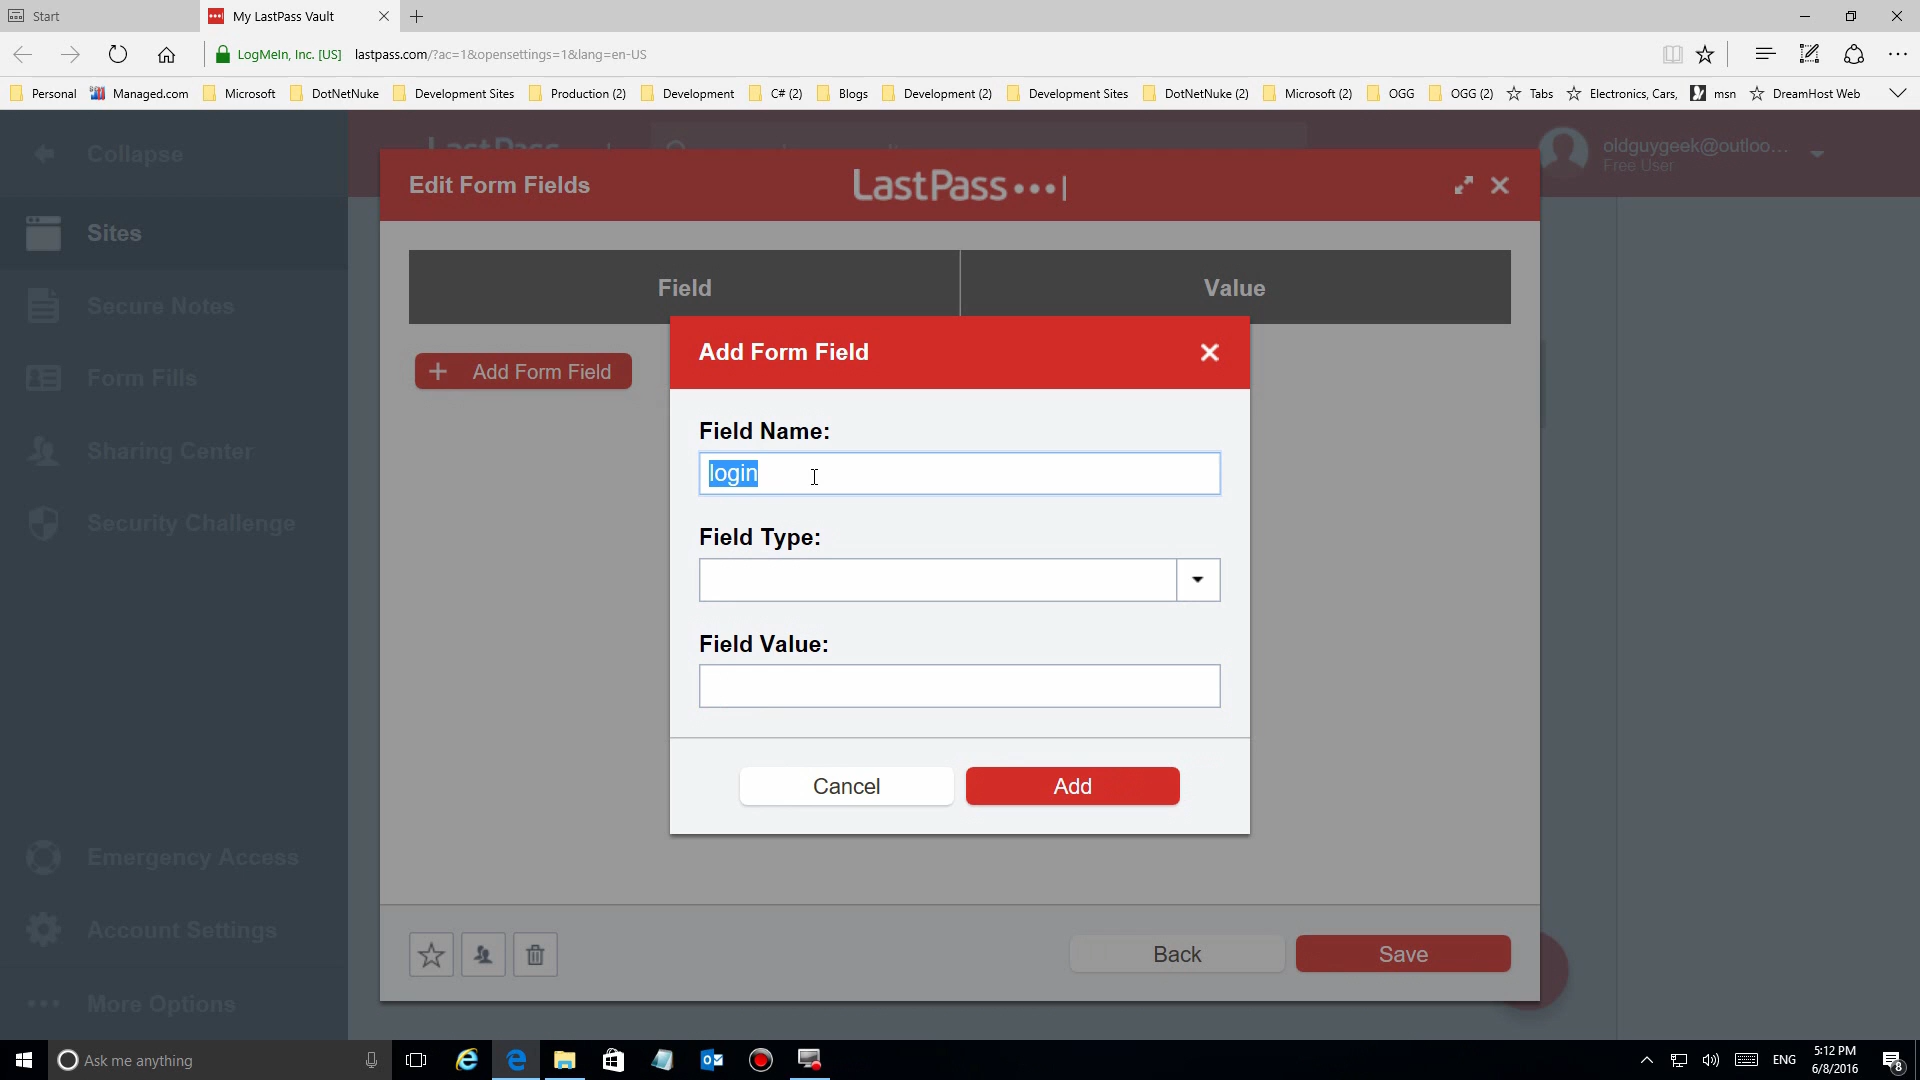 Start
My LastPass Vault
LogMeIn, Inc. [US] lastpass.com/?ac=1&opensettings=1&lang=en-US
Personal Managed.com Microsoft DotNetNuke Development Sites Production (2) Development C# (2) Blogs Development (2) Development Sites DotNetNuke (2) Microsoft (2) OGG OGG (2) Tabs Electronics, Cars, msn DreamHost Web
Collapse
oldguygeek@outloo...
Free User
Edit Form Fields
LastPass •••|
Sites
Field Value
Secure Notes
Add Form Field
+ Add Form Field
Form Fills
Field Name:
login
Sharing Center
Security Challenge
Field Type:
Field Value:
Cancel Add
Emergency Access
Account Settings
Back Save
More Options
Ask me anything
ENG
5:12 PM
6/8/2016
8